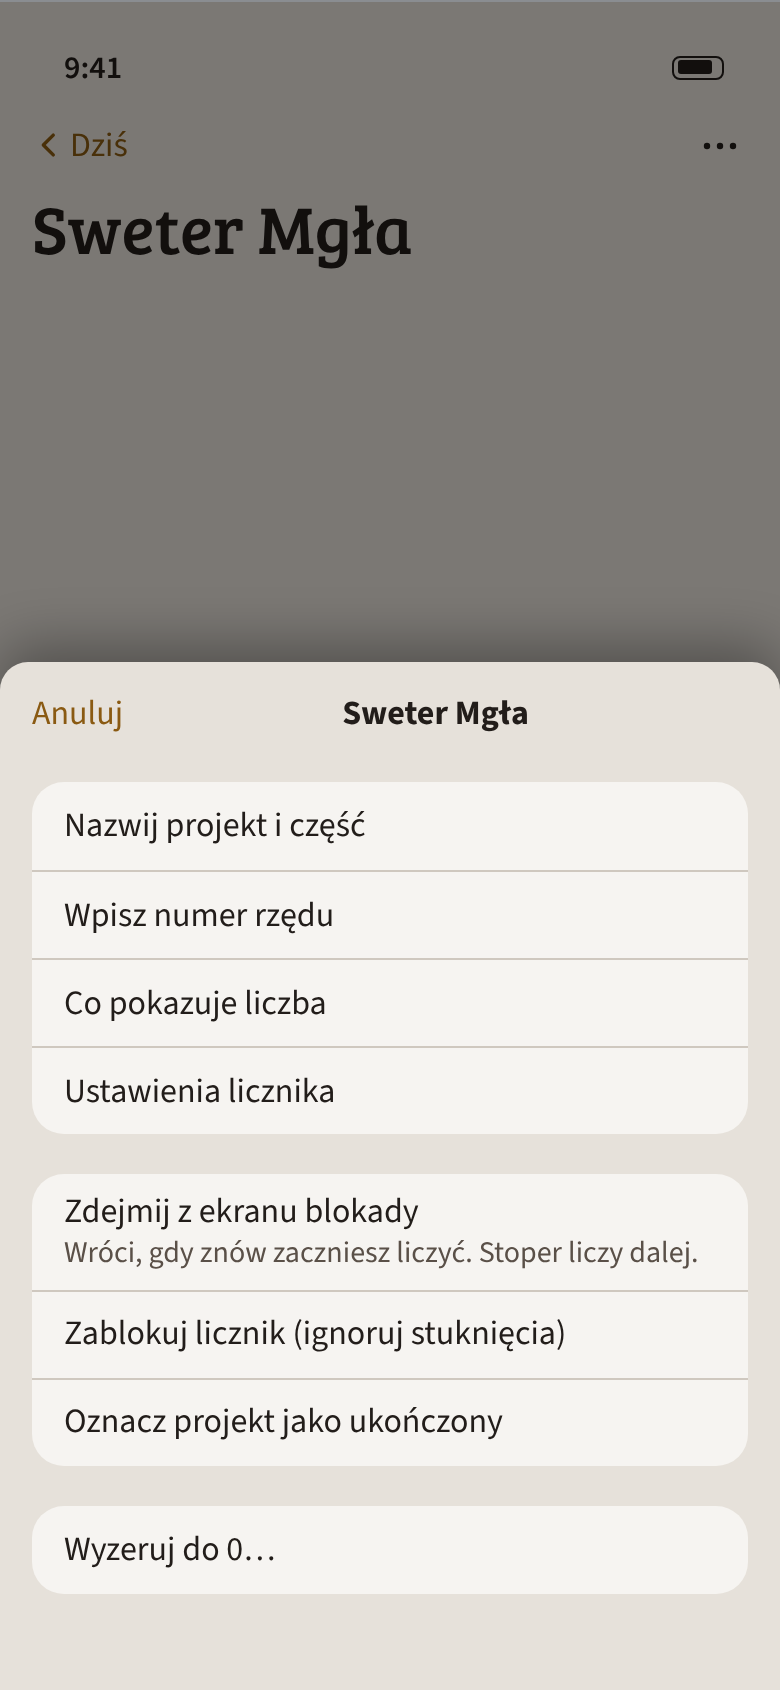 9:41
Dziś
Sweter Mgła
Anuluj
Sweter Mgła
Nazwij projekt i część
Wpisz numer rzędu
Co pokazuje liczba
Ustawienia licznika
Zdejmij z ekranu blokady
Wróci, gdy znów zaczniesz liczyć. Stoper liczy dalej.
Zablokuj licznik (ignoruj stuknięcia)
Oznacz projekt jako ukończony
Wyzeruj do 0…